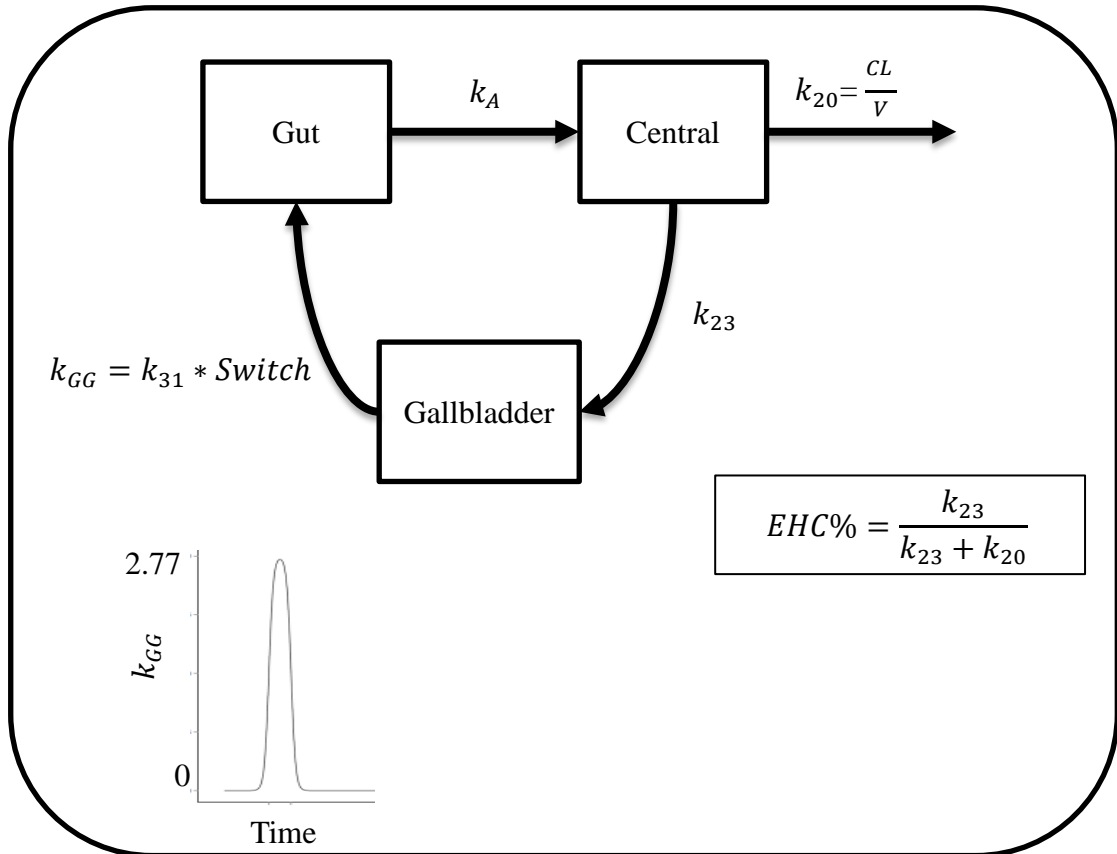 k_A
k_20 = CL/V
Gut
Central
k_23
k_GG = k_31 * Switch
Gallbladder
EHC% = k_23/(k_23 + k_20)
2.77
k_GG
0
Time